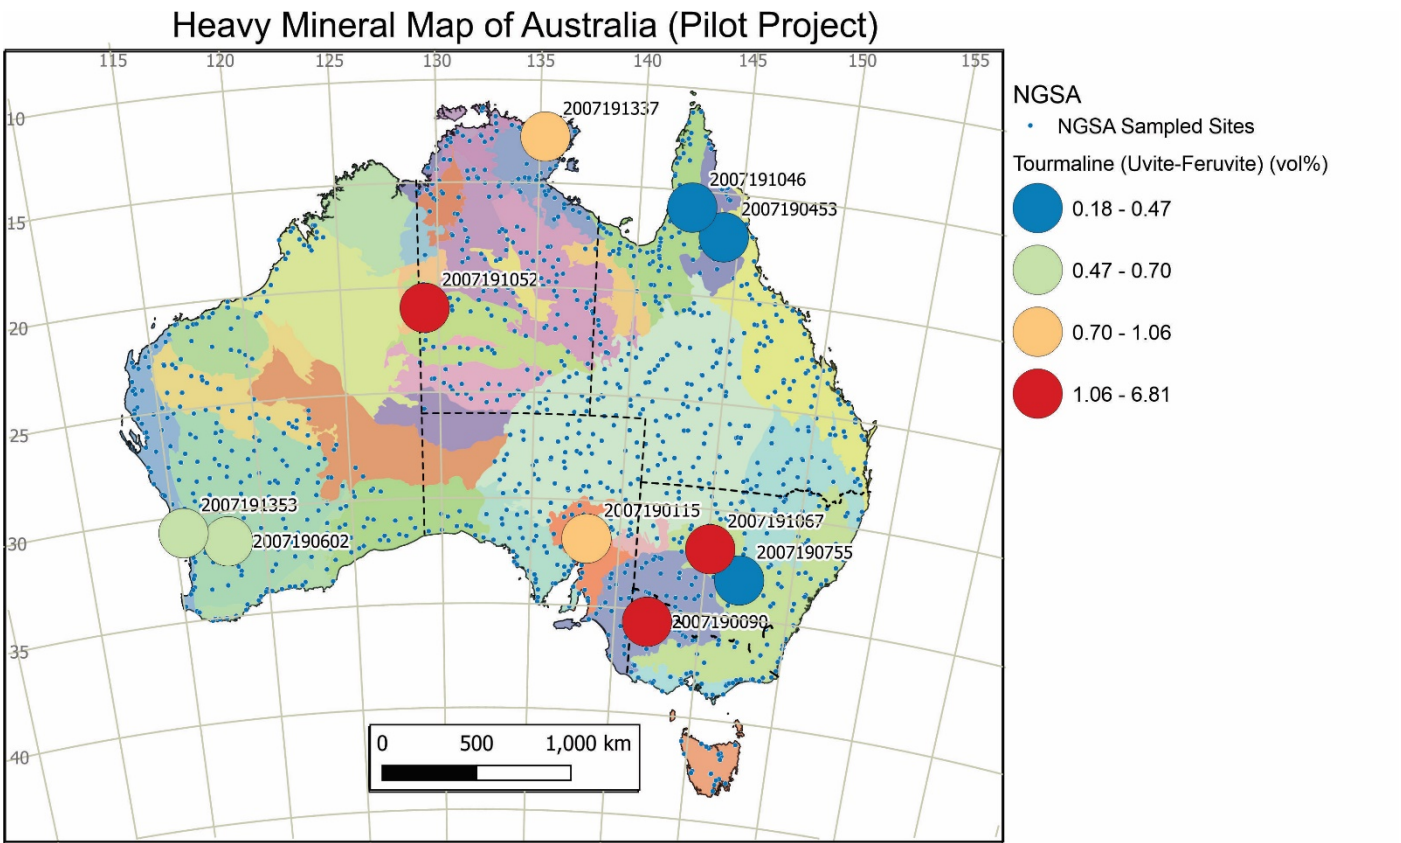 Heavy Mineral Map of Australia (Pilot Project)
115 120 125 130 135 140 145 150 155
10
15
20
25
30
35
40
2007191337
2007191046
2007190453
2007191052
2007191353
2007190602
2007190115
2007191067
2007190755
2007190090
0 500 1,000 km
NGSA
NGSA Sampled Sites
Tourmaline (Uvite-Feruvite) (vol%)
0.18 - 0.47
0.47 - 0.70
0.70 - 1.06
1.06 - 6.81